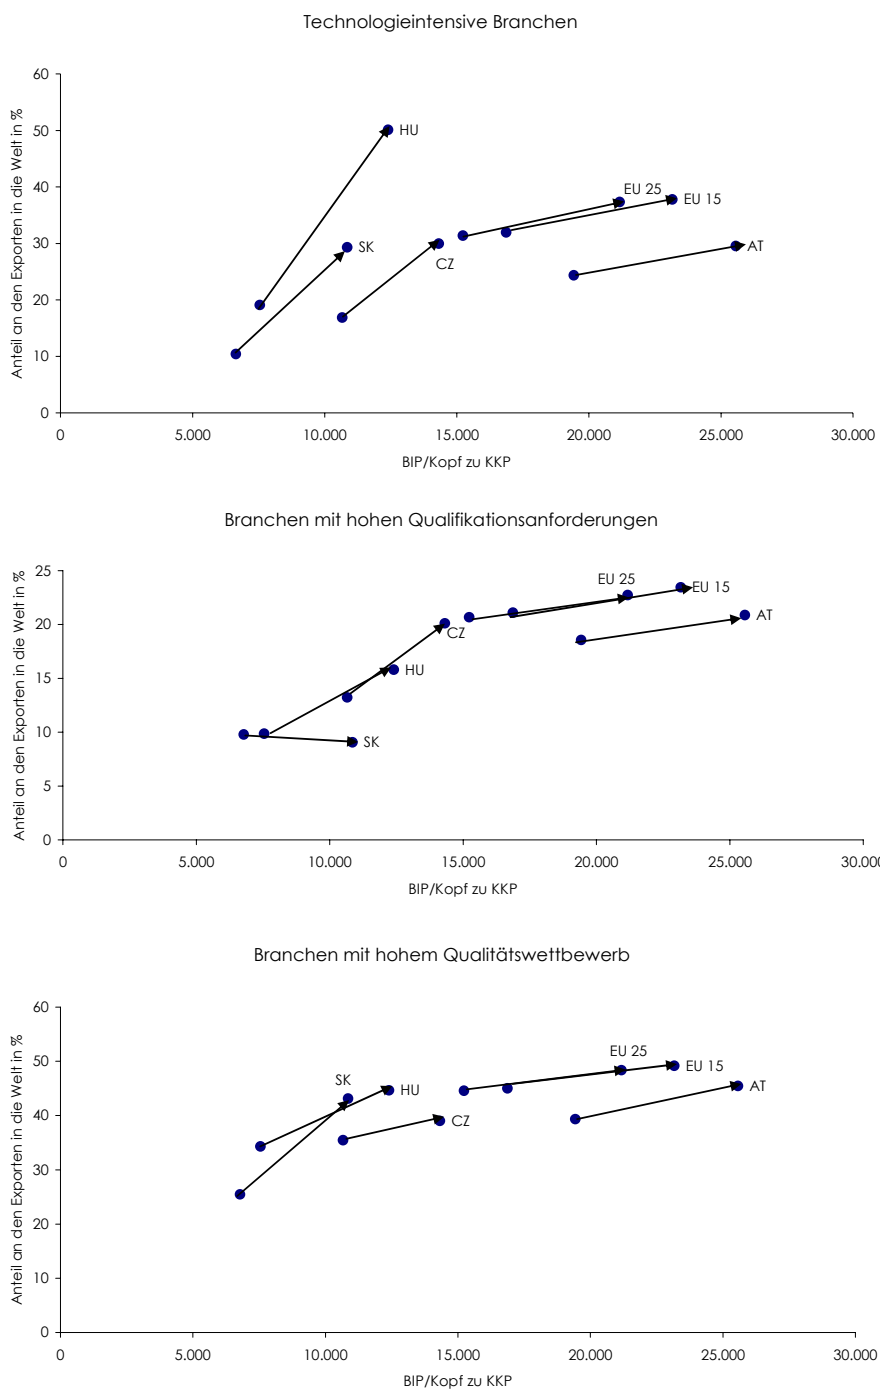 Technologieintensive Branchen
Anteil an den Exporten in die Welt in %
60
50
40
30
20
10
0
HU
SK
CZ
EU 25
EU 15
AT
0 5.000 10.000 15.000 20.000 25.000 30.000
BIP/Kopf zu KKP
Branchen mit hohen Qualifikationsanforderungen
Anteil an den Exporten in die Welt in %
25
20
15
10
5
0
EU 25
EU 15
AT
CZ
HU
SK
0 5.000 10.000 15.000 20.000 25.000 30.000
BIP/Kopf zu KKP
Branchen mit hohem Qualitätswettbewerb
Anteil an den Exporten in die Welt in %
60
50
40
30
20
10
0
SK
HU
CZ
EU 25
EU 15
AT
0 5.000 10.000 15.000 20.000 25.000 30.000
BIP/Kopf zu KKP